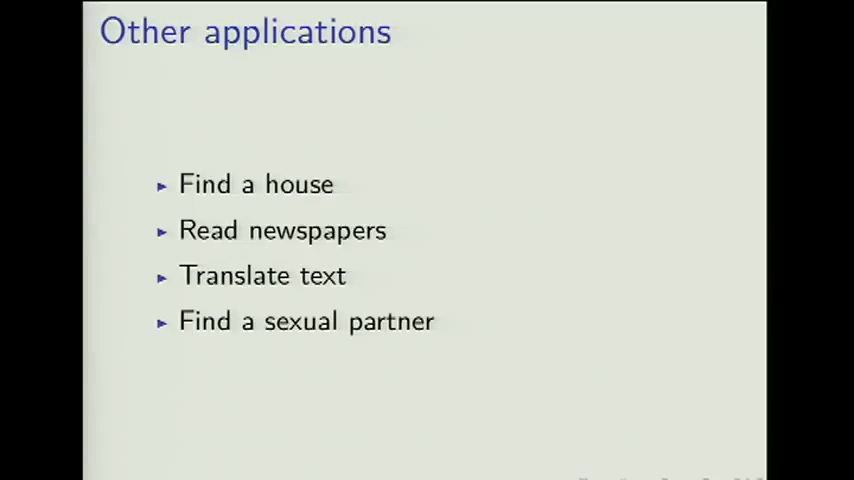 Other applications
Find a house
Read newspapers
Translate text
Find a sexual partner